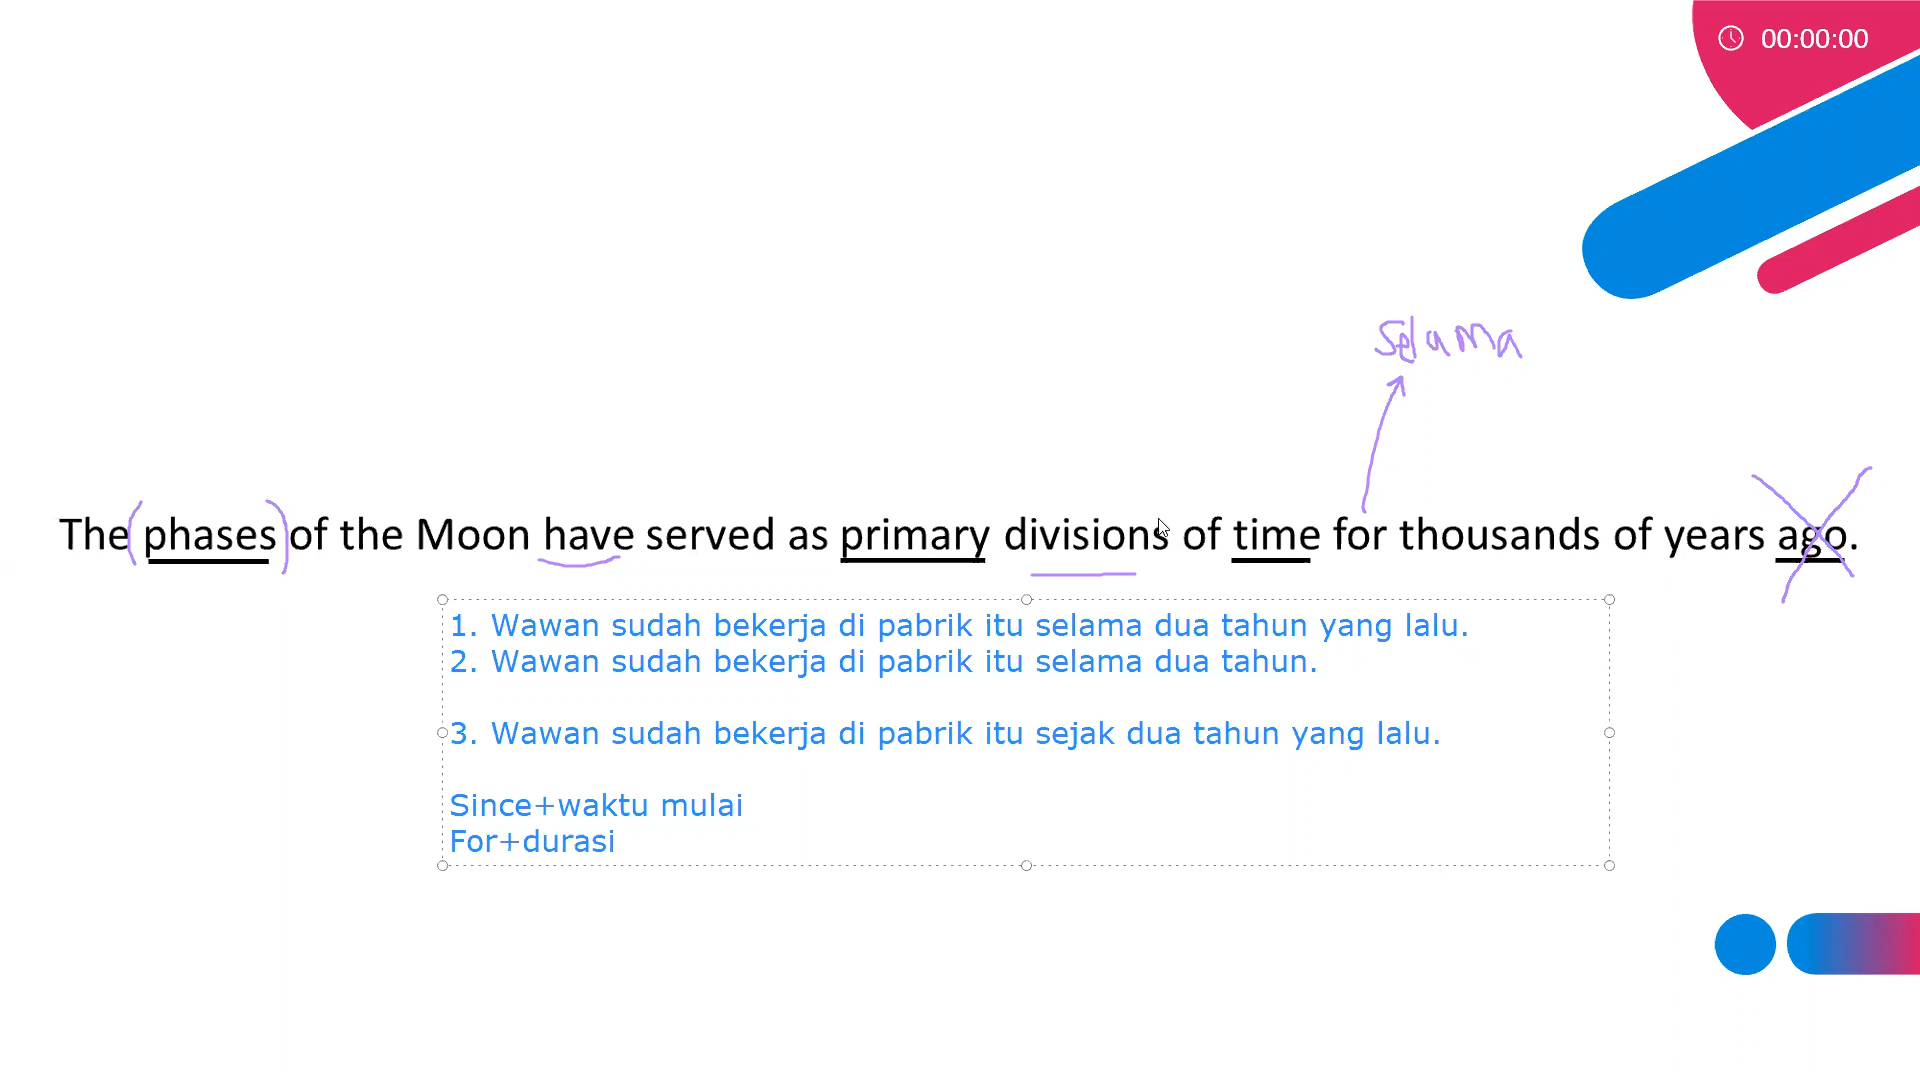 00:00:00
selama
The phases of the Moon have served as primary divisions of time for thousands of years ago.
1. Wawan sudah bekerja di pabrik itu selama dua tahun yang lalu.
2. Wawan sudah bekerja di pabrik itu selama dua tahun.
3. Wawan sudah bekerja di pabrik itu sejak dua tahun yang lalu.
Since+waktu mulai
For+durasi